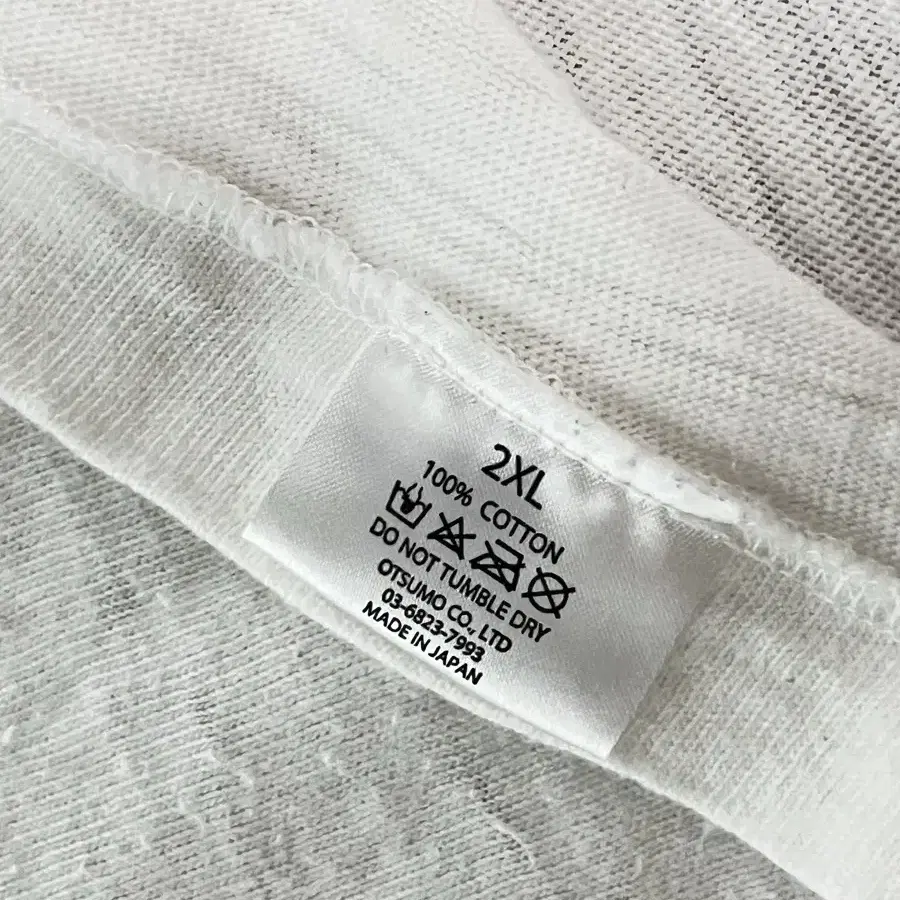 2XL
100% COTTON
DO NOT TUMBLE DRY
OTSUMO CO., LTD
03-6823-7993
MADE IN JAPAN